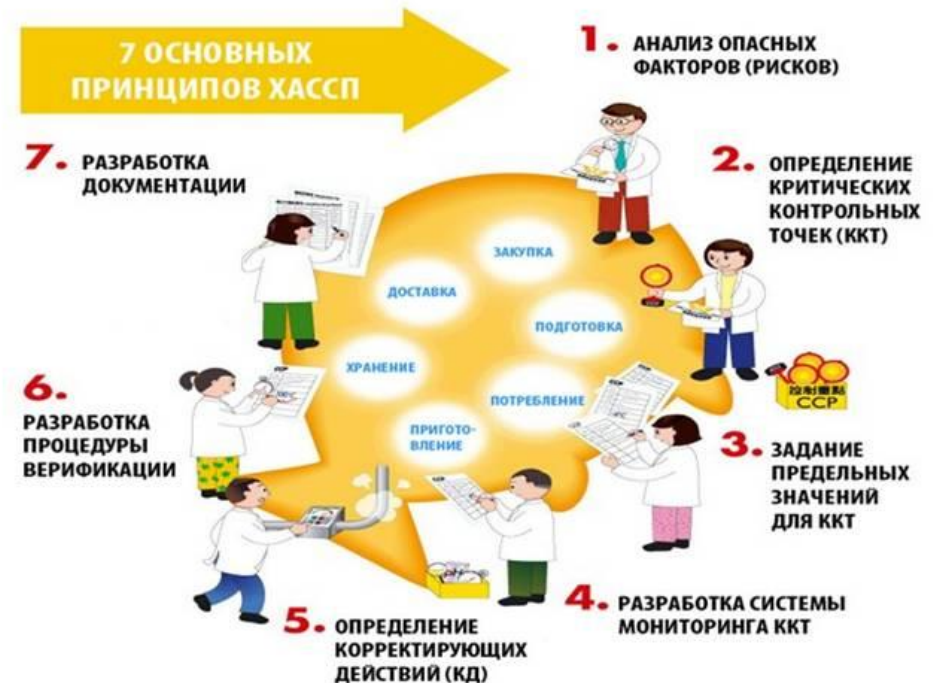 7 ОСНОВНЫХ
ПРИНЦИПОВ ХАССП
1. АНАЛИЗ ОПАСНЫХ
ФАКТОРОВ (РИСКОВ)
2. ОПРЕДЕЛЕНИЕ
КРИТИЧЕСКИХ
КОНТРОЛЬНЫХ
ТОЧЕК (ККТ)
CCP
3. ЗАДАНИЕ
ПРЕДЕЛЬНЫХ
ЗНАЧЕНИЙ
ДЛЯ ККТ
4. РАЗРАБОТКА СИСТЕМЫ
МОНИТОРИНГА ККТ
5. ОПРЕДЕЛЕНИЕ
КОРРЕКТИРУЮЩИХ
ДЕЙСТВИЙ (КД)
6.
РАЗРАБОТКА
ПРОЦЕДУРЫ
ВЕРИФИКАЦИИ
7. РАЗРАБОТКА
ДОКУМЕНТАЦИИ
ЗАКУПКА
ДОСТАВКА
ПОДГОТОВКА
ХРАНЕНИЕ
ПОТРЕБЛЕНИЕ
ПРИГОТО-
ВЛЕНИЕ